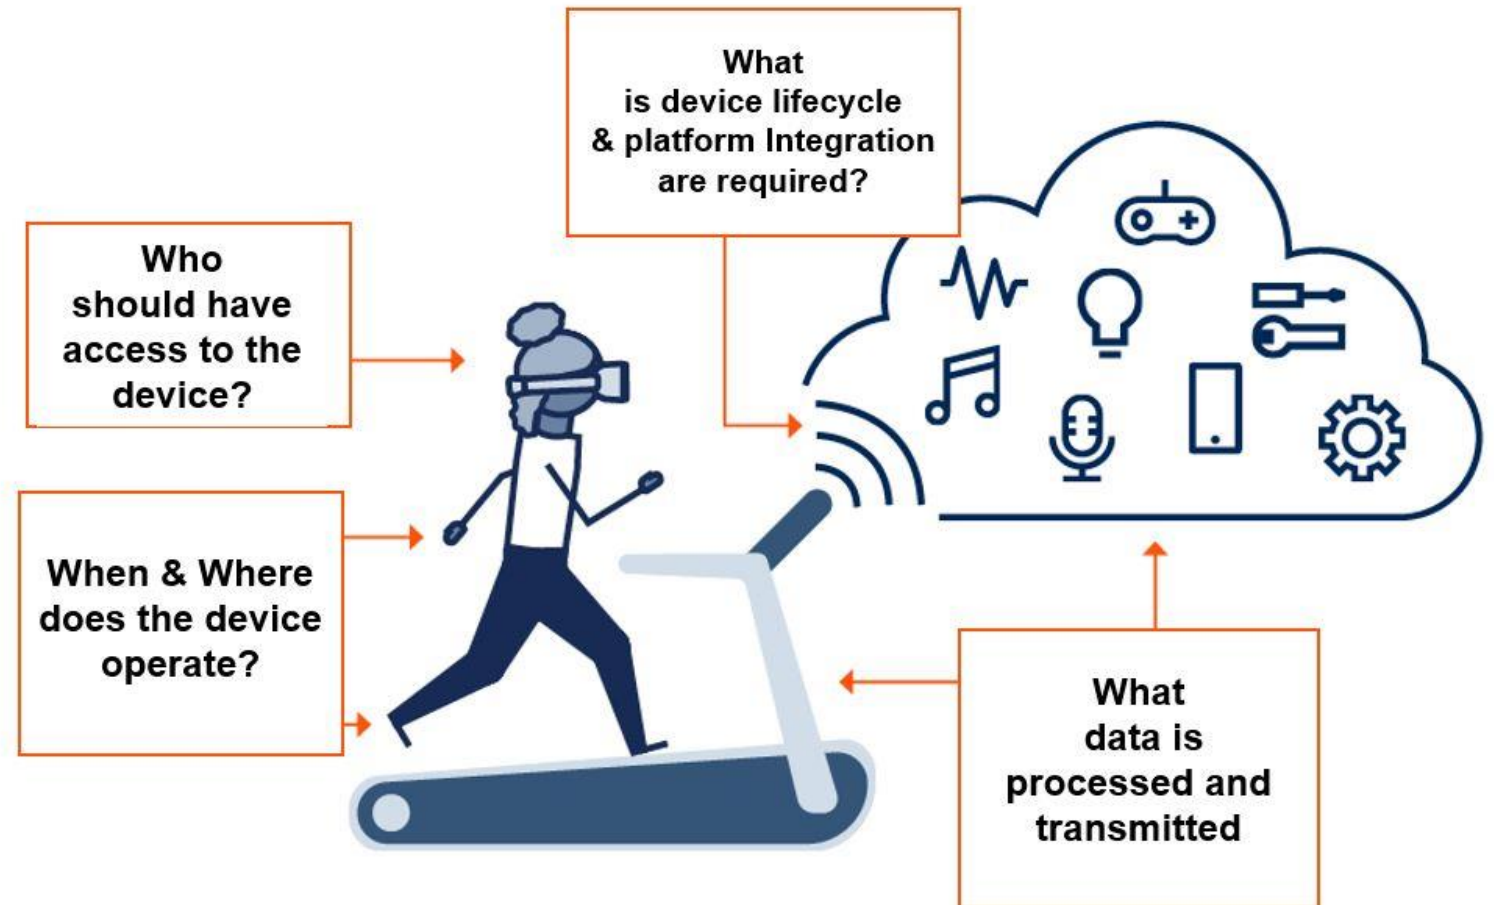 What
is device lifecycle
& platform Integration
are required?
Who
should have
access to the
device?
When & Where
does the device
operate?
What
data is
processed and
transmitted